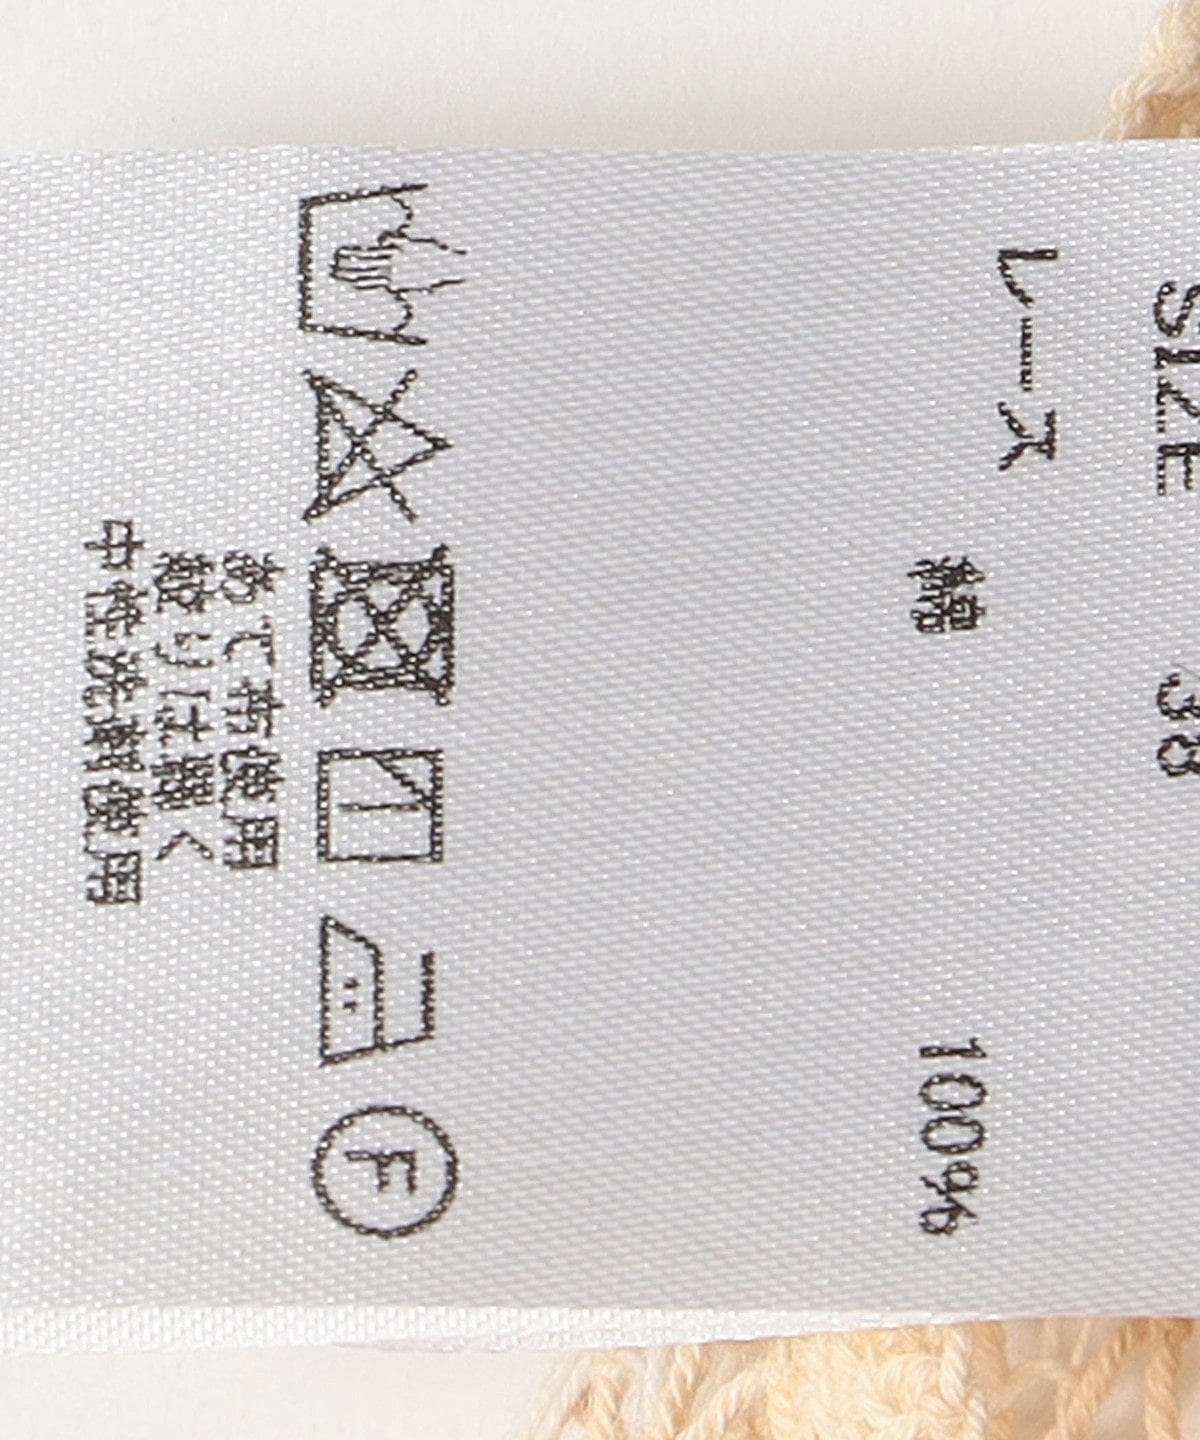 SIZE 38
レース
綿 100%
F
あて布使用
絞りは弱く
中性洗剤使用